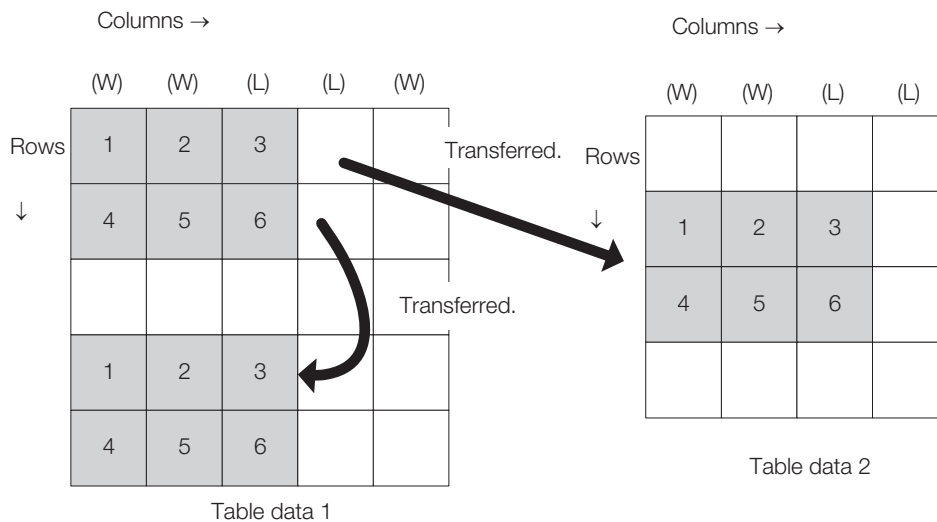 Columns →
(W) (W) (L) (L) (W)
Rows
↓
1 2 3
4 5 6
1 2 3
4 5 6
Table data 1
Transferred.
Transferred.
Columns →
(W) (W) (L) (L)
Rows
↓
1 2 3
4 5 6
Table data 2